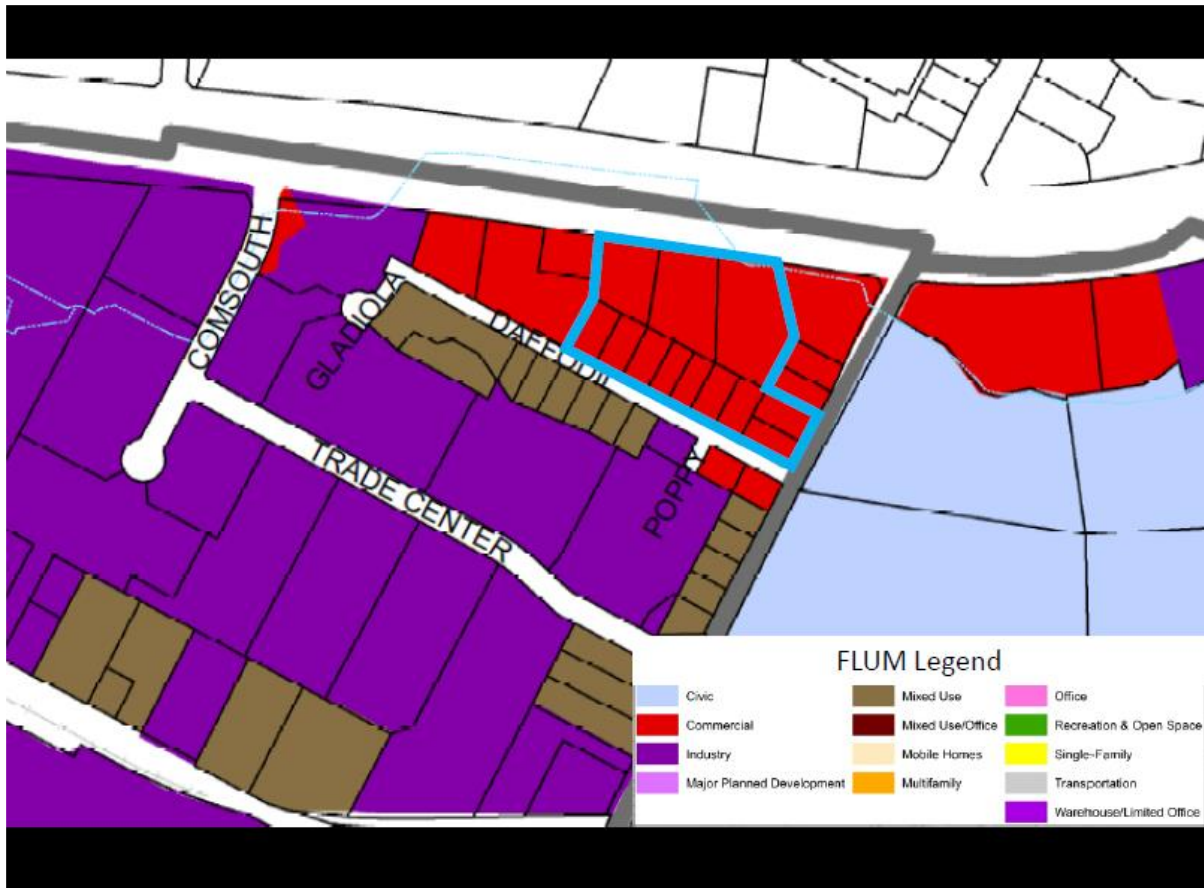 COMSOUTH
GLADIOLA
DAFFODIL
TRADE CENTER
POPPY
FLUM Legend
Civic
Commercial
Industry
Major Planned Development
Mixed Use
Mixed Use/Office
Mobile Homes
Multifamily
Office
Recreation & Open Space
Single-Family
Transportation
Warehouse/Limited Office